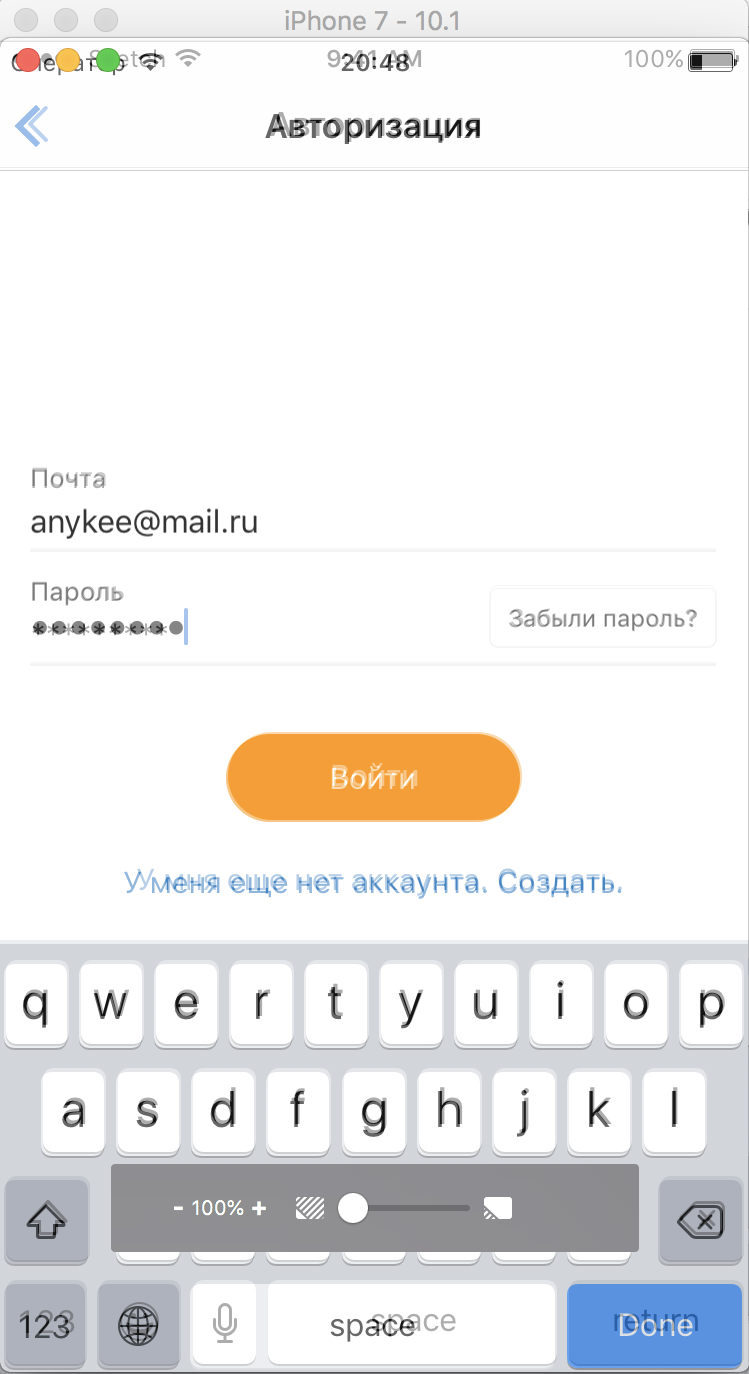 iPhone 7 - 10.1
Оператор Sketch 9:41 AM 20:48 100%
Авторизация
Почта
anykee@mail.ru
Пароль
Забыли пароль?
Войти
У меня еще нет аккаунта. Создать.
q w e r t y u i o p
a s d f g h j k l
- 100% +
123 space space return Done